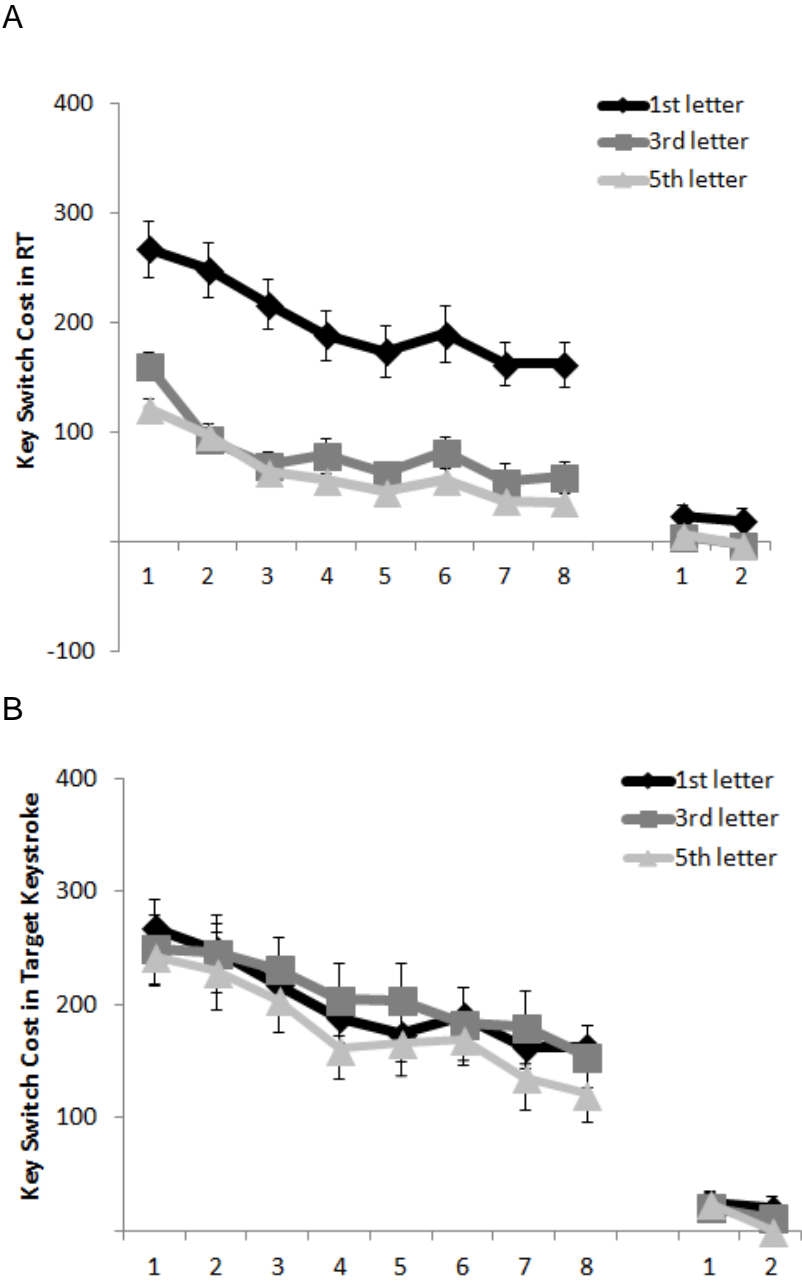 A
400
300
200
100
-100
Key Switch Cost in RT
1st letter
3rd letter
5th letter
1 2 3 4 5 6 7 8 1 2
B
400
300
200
100
Key Switch Cost in Target Keystroke
1st letter
3rd letter
5th letter
1 2 3 4 5 6 7 8 1 2